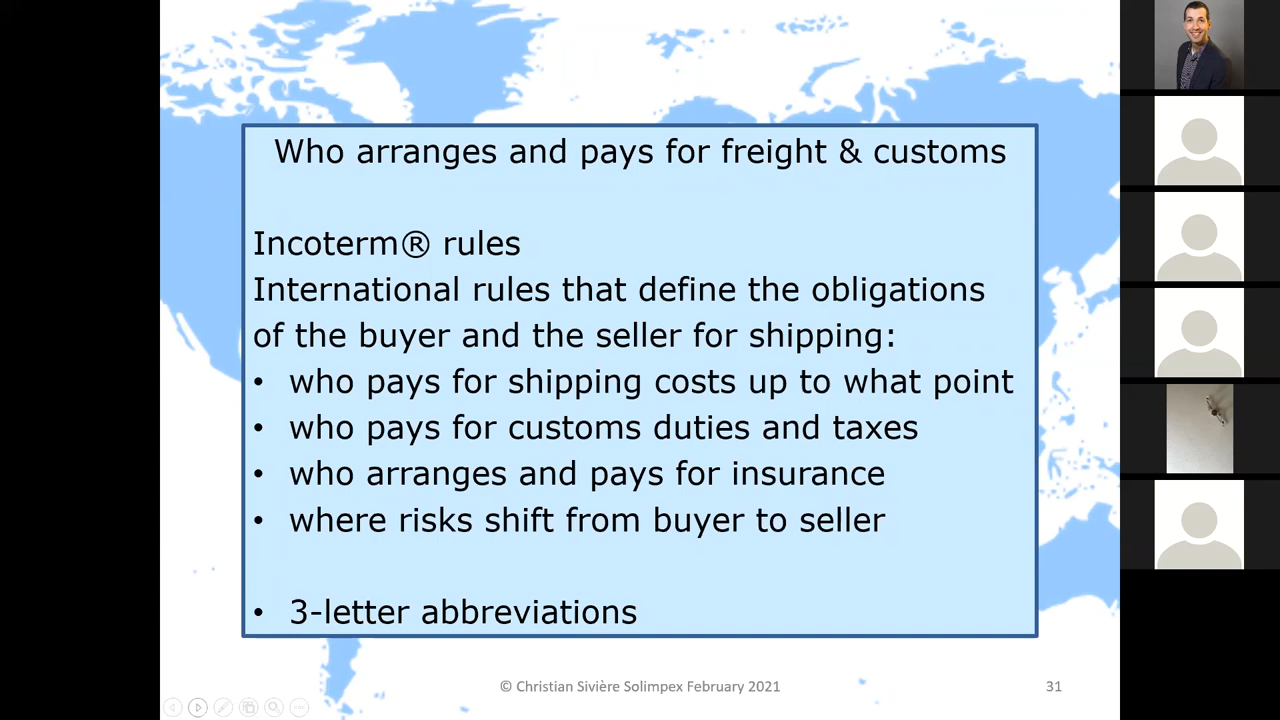 Who arranges and pays for freight & customs
Incoterm® rules
International rules that define the obligations
of the buyer and the seller for shipping:
• who pays for shipping costs up to what point
• who pays for customs duties and taxes
• who arranges and pays for insurance
• where risks shift from buyer to seller
• 3-letter abbreviations
© Christian Sivière Solimpex February 2021
31